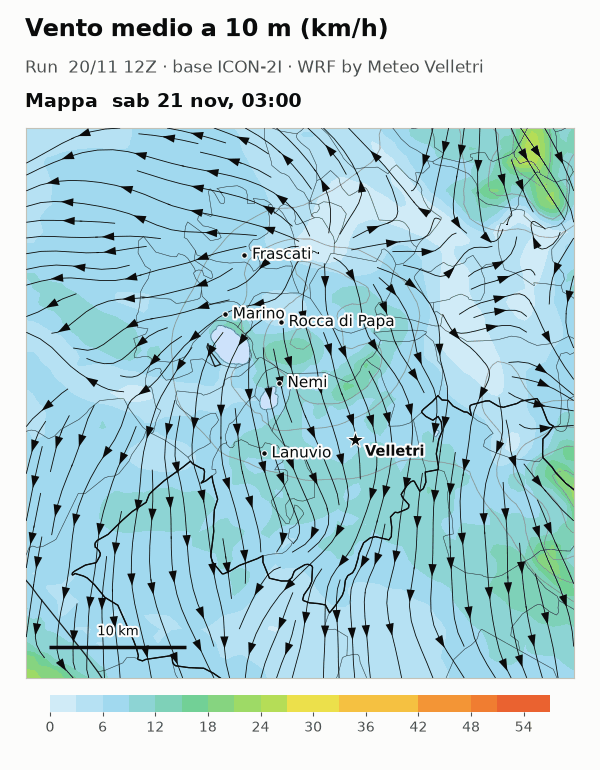 Vento medio a 10 m (km/h)
Run  20/11 12Z · base ICON-2I · WRF by Meteo Velletri
Mappa  sab 21 nov, 03:00
Frascati
Marino
Rocca di Papa
Nemi
Velletri
Lanuvio
10 km
0 6 12 18 24 30 36 42 48 54